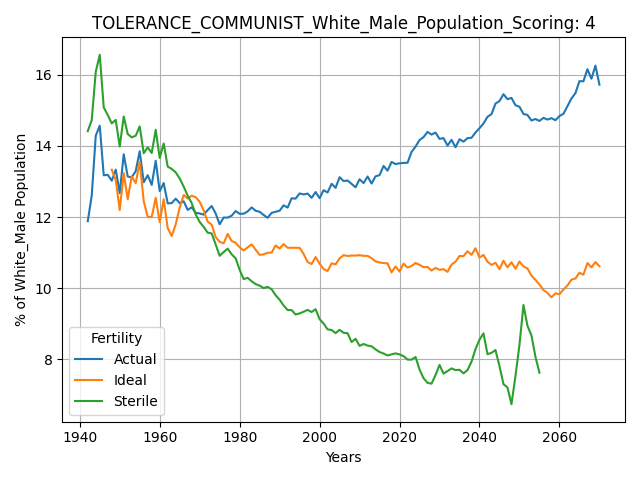 TOLERANCE_COMMUNIST_White_Male_Population_Scoring: 4
% of White_Male Population
16
14
12
10
8
Fertility
Actual
Ideal
Sterile
1940 1960 1980 2000 2020 2040 2060
Years